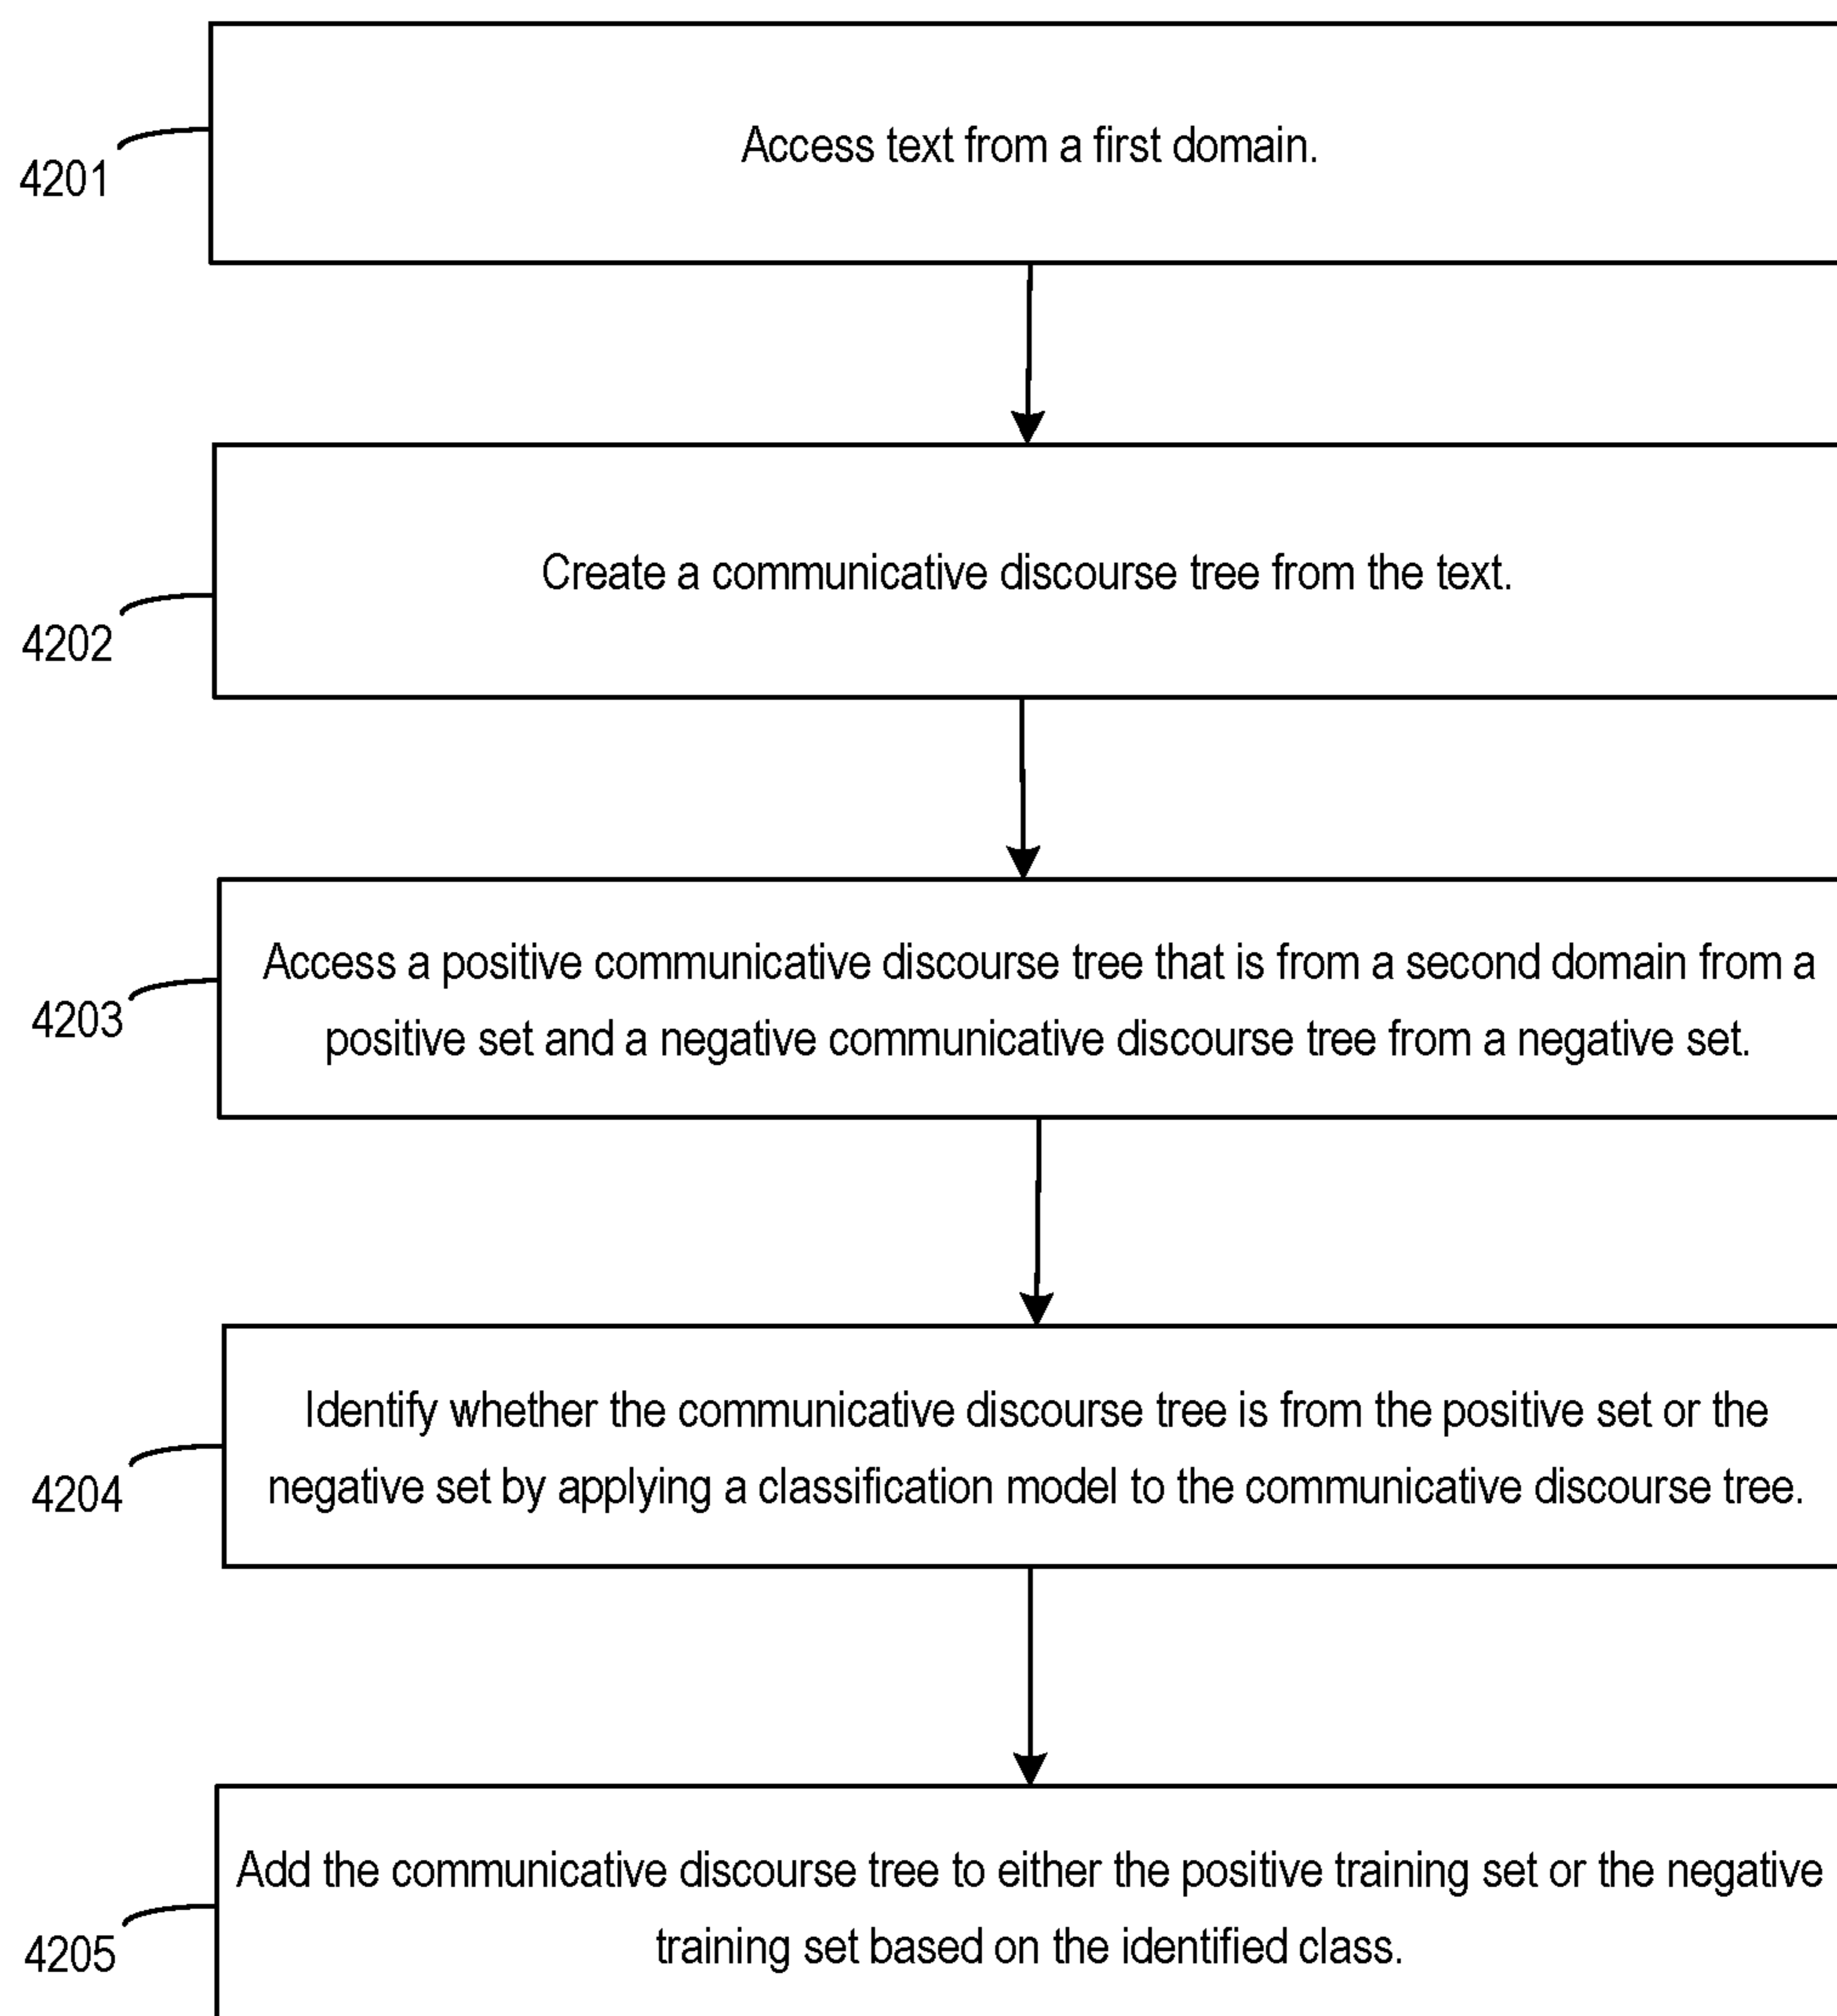 Access text from a first domain.
4201
Create a communicative discourse tree from the text.
4202
Access a positive communicative discourse tree that is from a second domain from a
positive set and a negative communicative discourse tree from a negative set.
4203
Identify whether the communicative discourse tree is from the positive set or the
negative set by applying a classification model to the communicative discourse tree.
4204
Add the communicative discourse tree to either the positive training set or the negative
training set based on the identified class.
4205